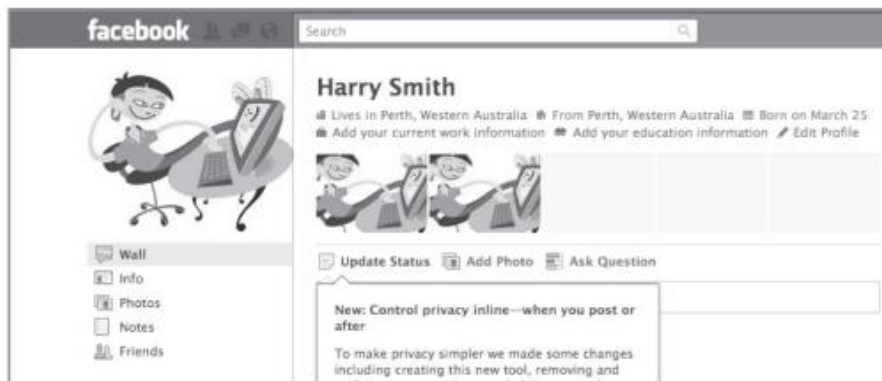 facebook
Search
Harry Smith
Lives in Perth, Western Australia From Perth, Western Australia Born on March 25
Add your current work information Add your education information Edit Profile
Wall
Info
Photos
Notes
Friends
Update Status Add Photo Ask Question
New: Control privacy inline—when you post or
after
To make privacy simpler we made some changes
including creating this new tool, removing and